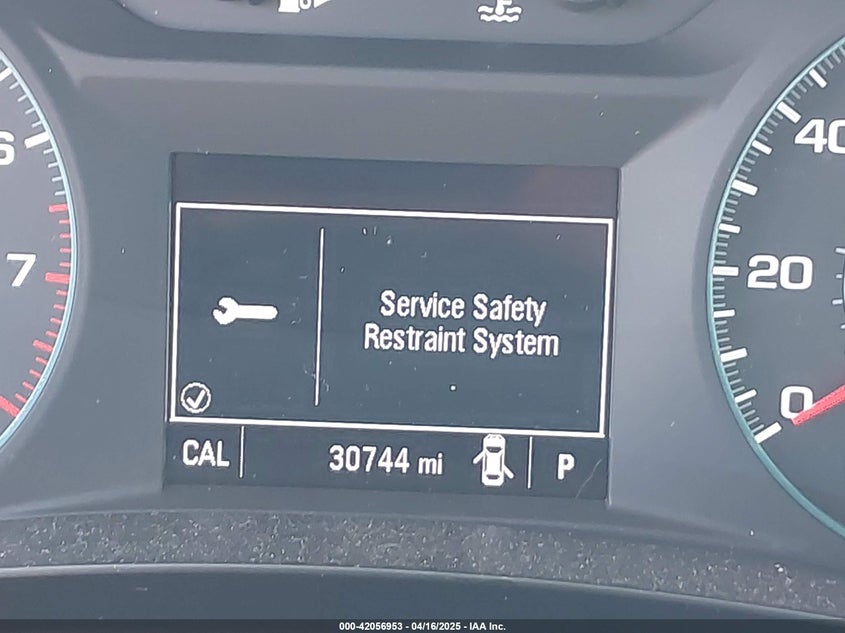 6
7
40
20
0
Service Safety
Restraint System
CAL
30744 mi
P
000-42056953 - 04/16/2025 - IAA Inc.